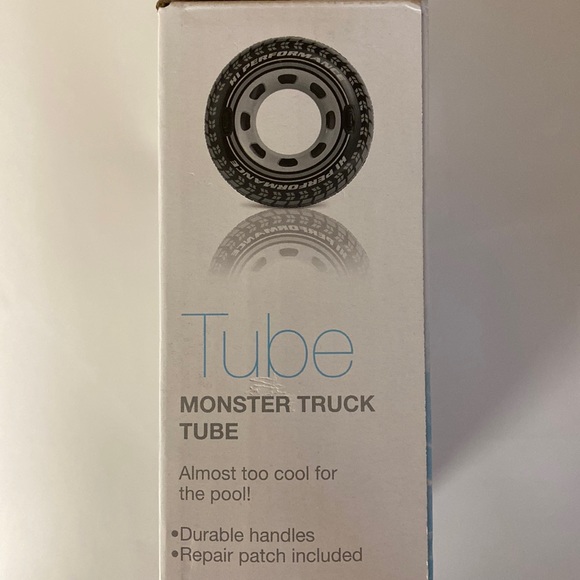 HI PERFORMANCE
HI PERFORMANCE
Tube
MONSTER TRUCK
TUBE
Almost too cool for
the pool!
•Durable handles
•Repair patch included